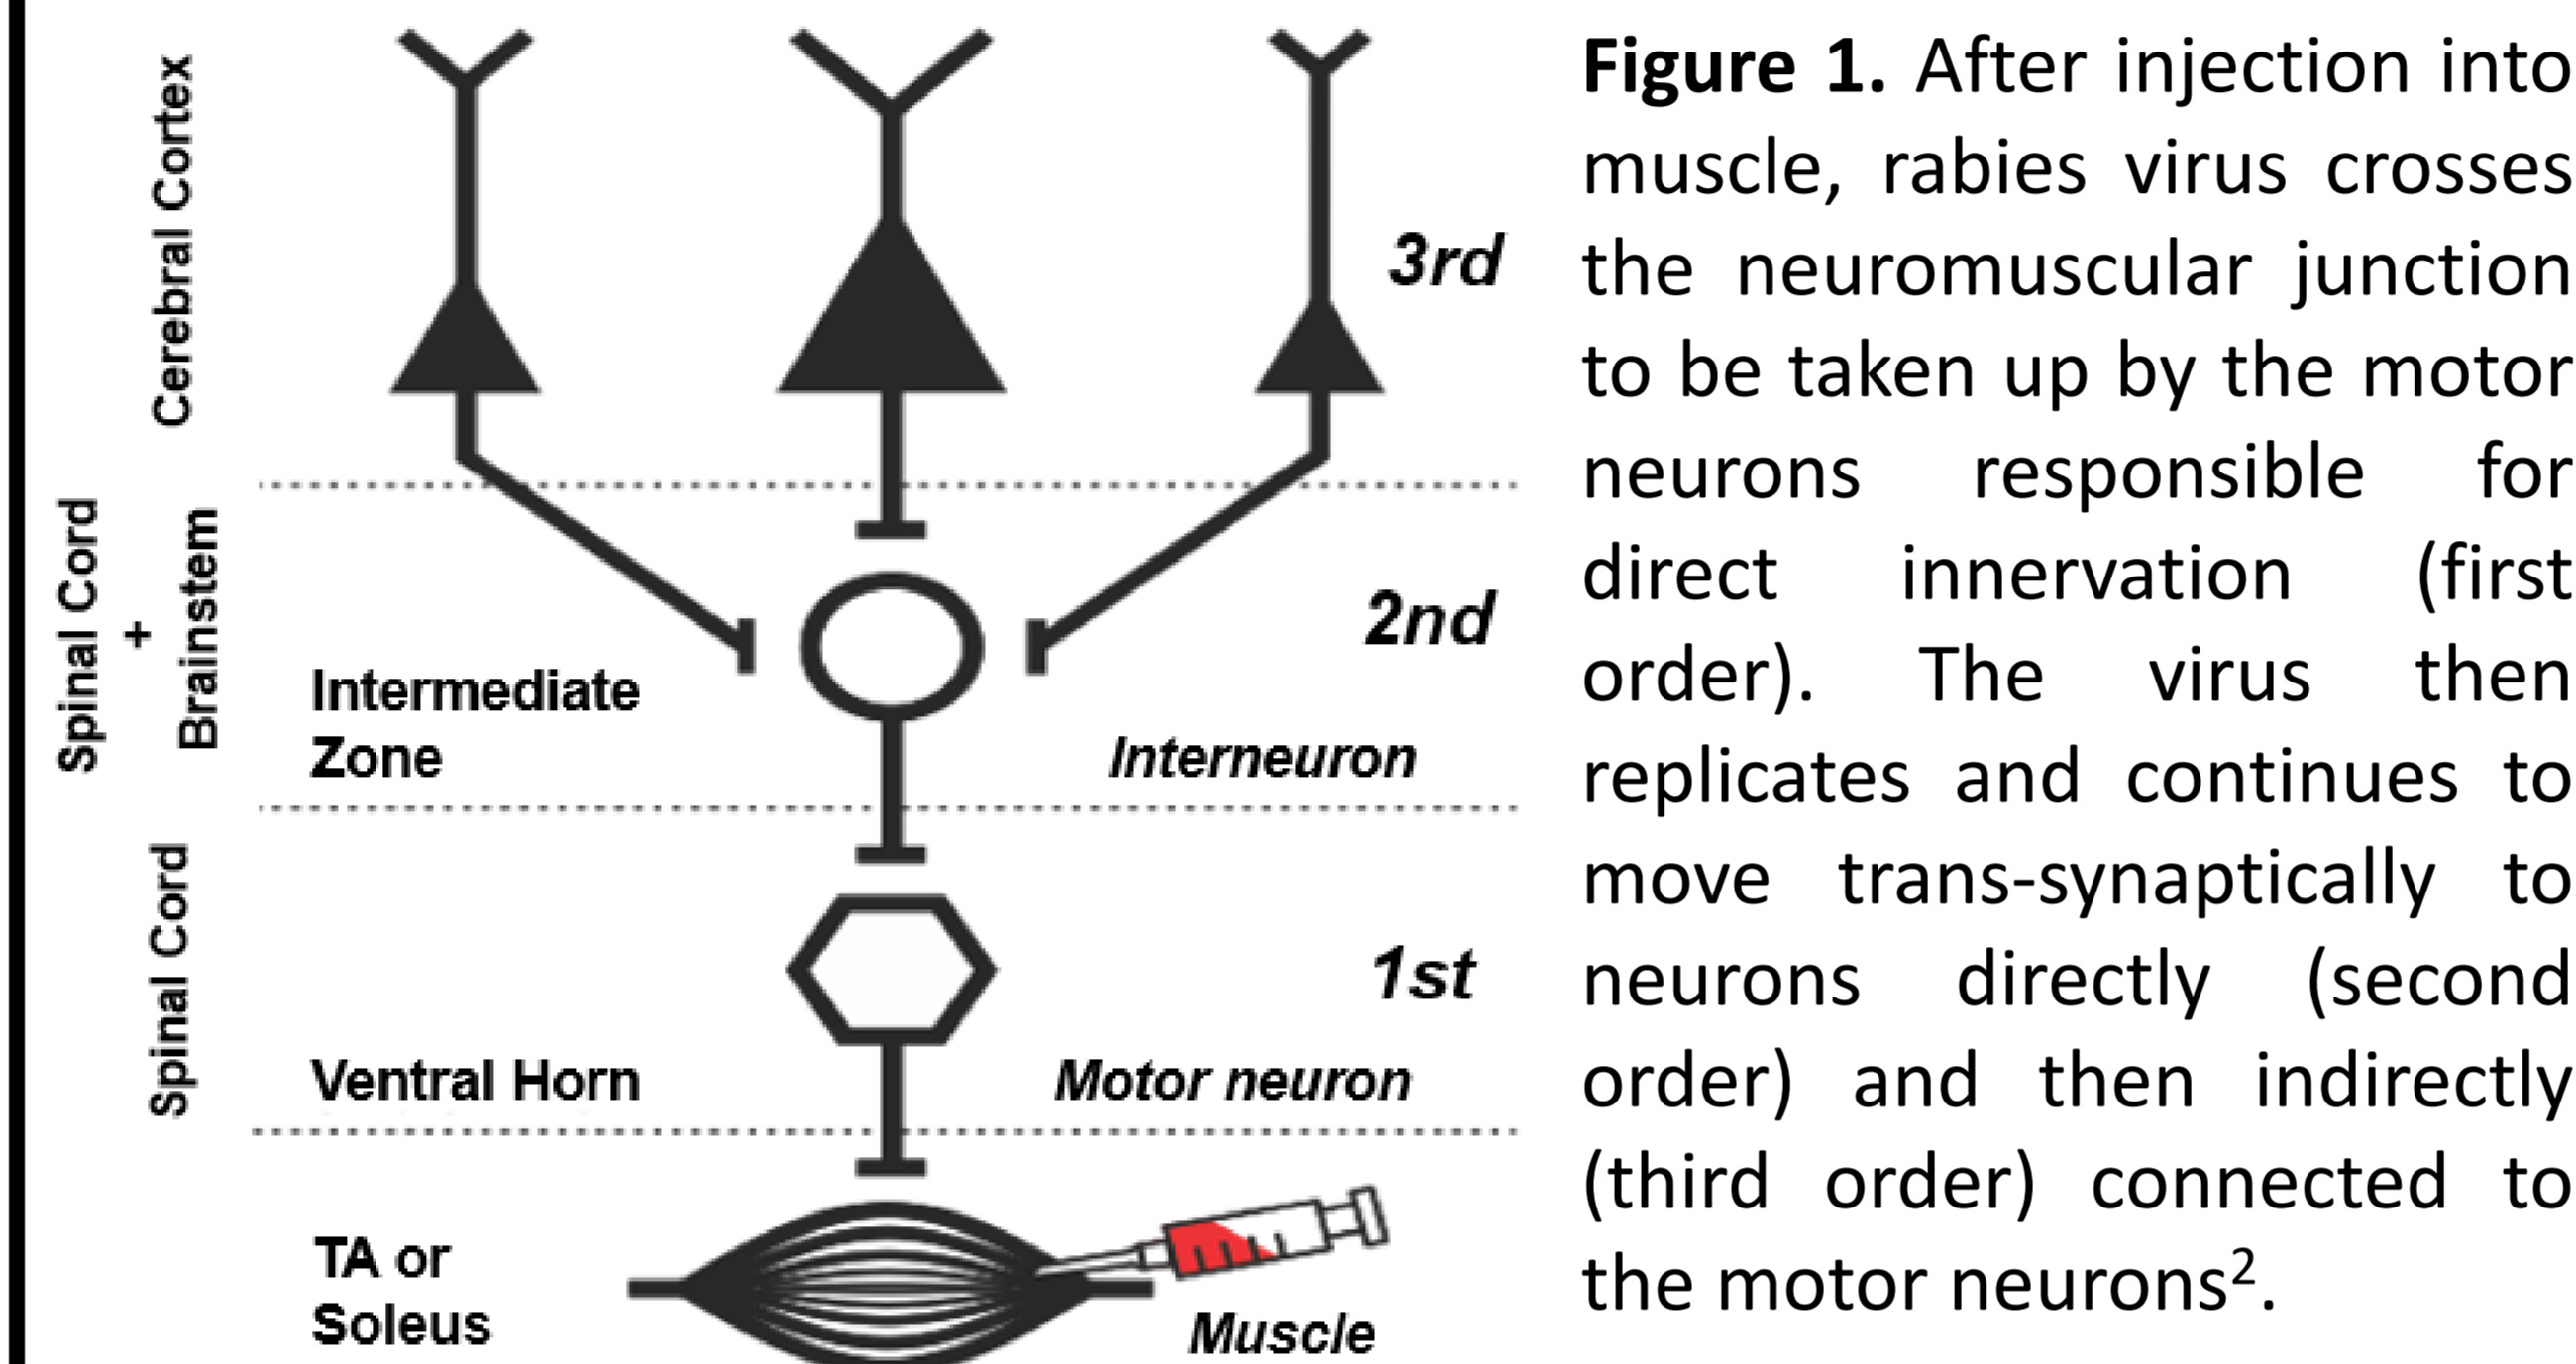 Cerebral Cortex
3rd
Spinal Cord
+
Brainstem
2nd
Intermediate
Zone
Interneuron
Spinal Cord
1st
Ventral Horn
Motor neuron
TA or
Soleus
Muscle
Figure 1. After injection into
muscle, rabies virus crosses
the neuromuscular junction
to be taken up by the motor
neurons responsible for
direct innervation (first
order). The virus then
replicates and continues to
move trans-synaptically to
neurons directly (second
order) and then indirectly
(third order) connected to
the motor neurons².